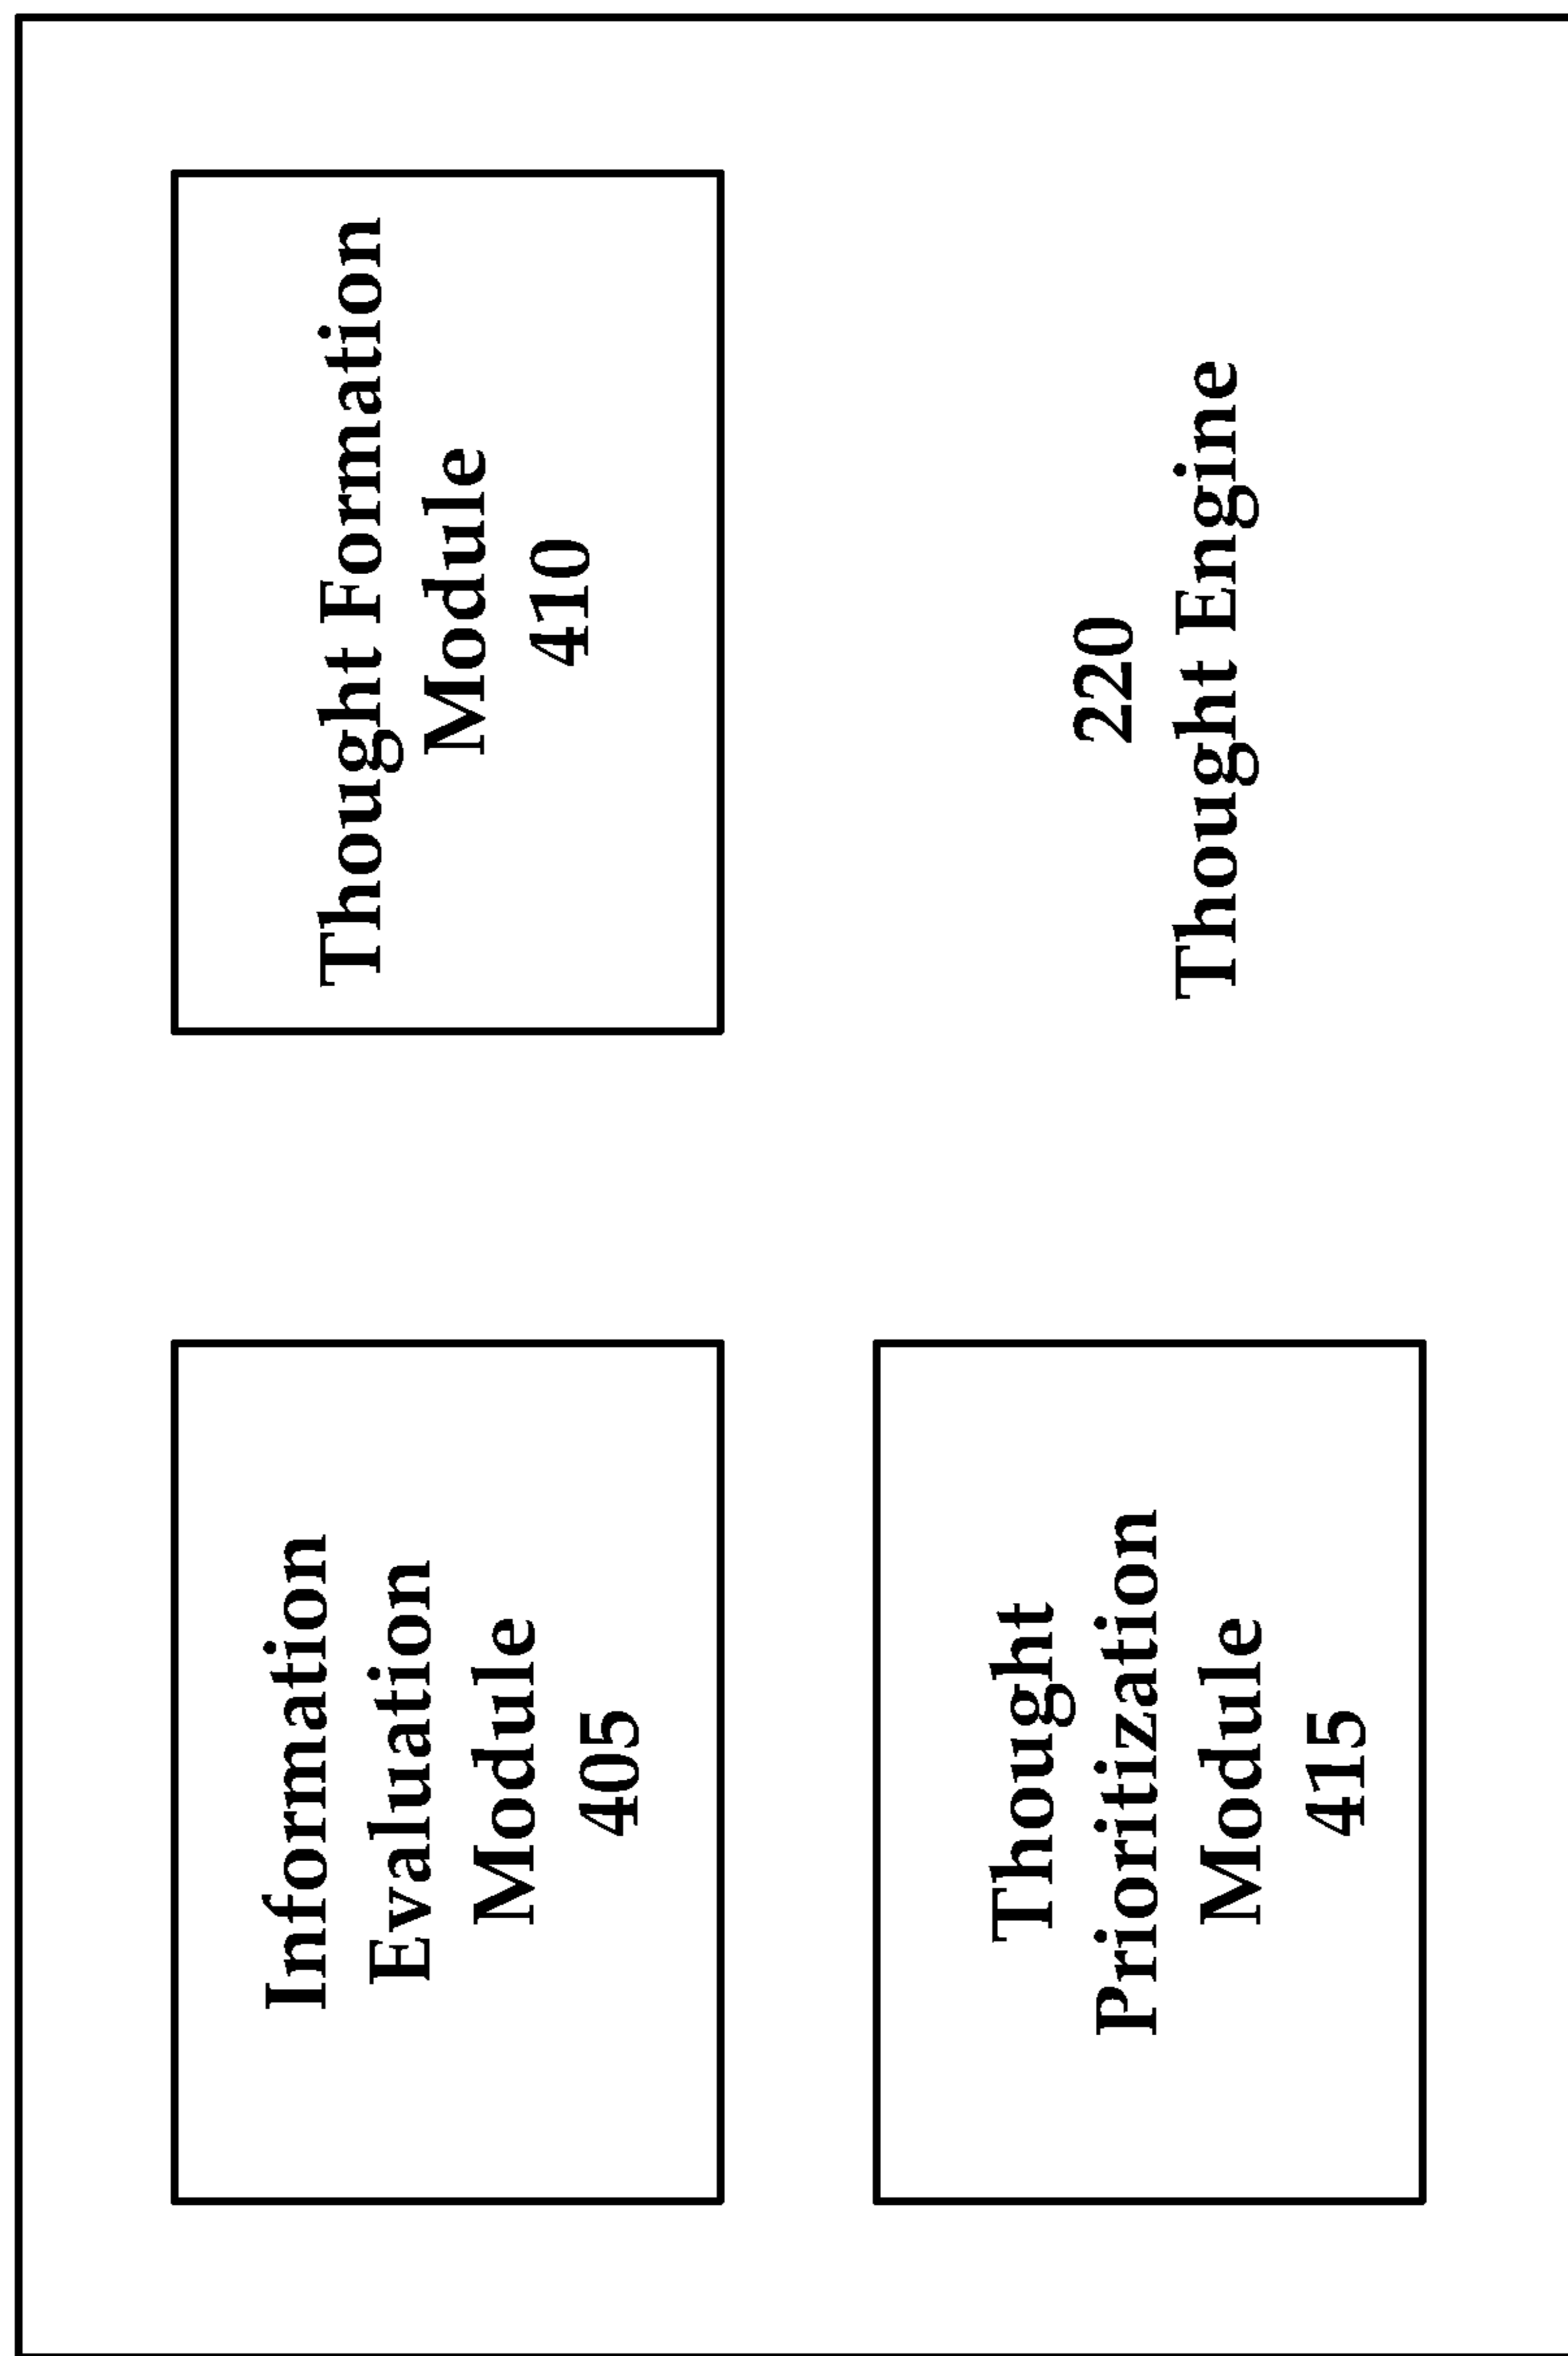 Information
Evaluation
Module
405
Thought Formation
Module
410
Thought
Prioritization
Module
415
220
Thought Engine